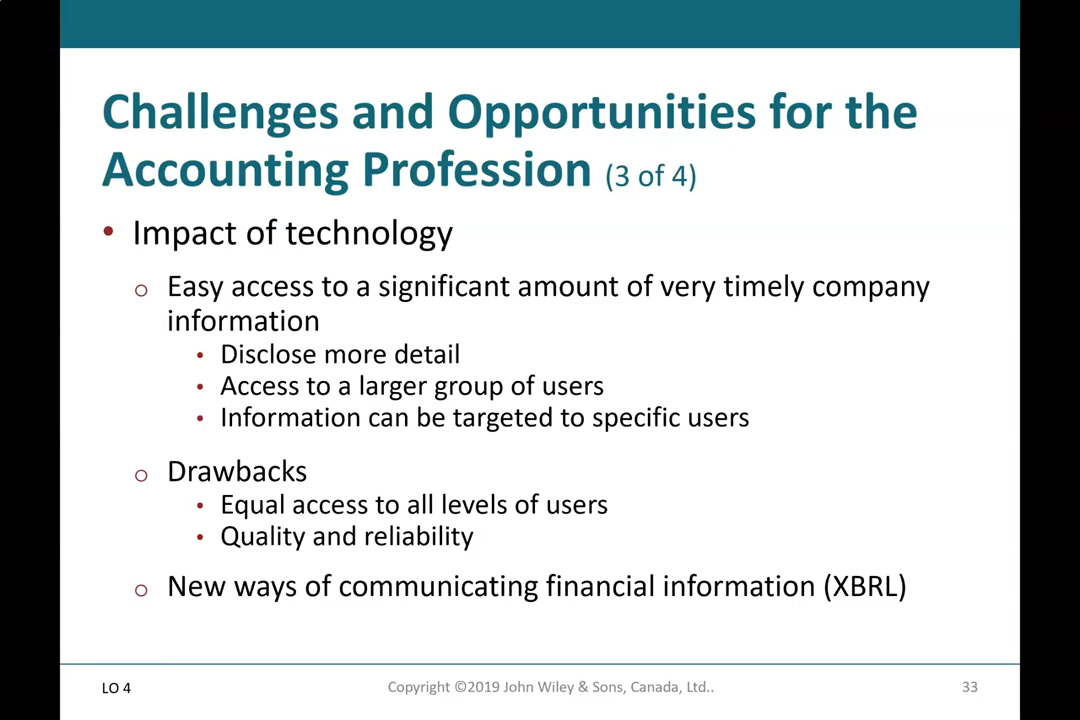 Challenges and Opportunities for the
Accounting Profession (3 of 4)
• Impact of technology
o Easy access to a significant amount of very timely company
information
• Disclose more detail
• Access to a larger group of users
• Information can be targeted to specific users
o Drawbacks
• Equal access to all levels of users
• Quality and reliability
o New ways of communicating financial information (XBRL)
LO 4
Copyright ©2019 John Wiley & Sons, Canada, Ltd..
33